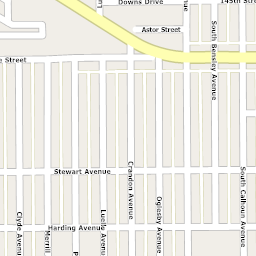 Downs Drive
145th Stre
Astor Street
South Bensley Avenue
e Street
Stewart Avenue
Crandon Avenue
Oglesby Avenue
South Calhoun Avenue
Clyde Avenue
Luella Avenue
Harding Avenue
Merrill